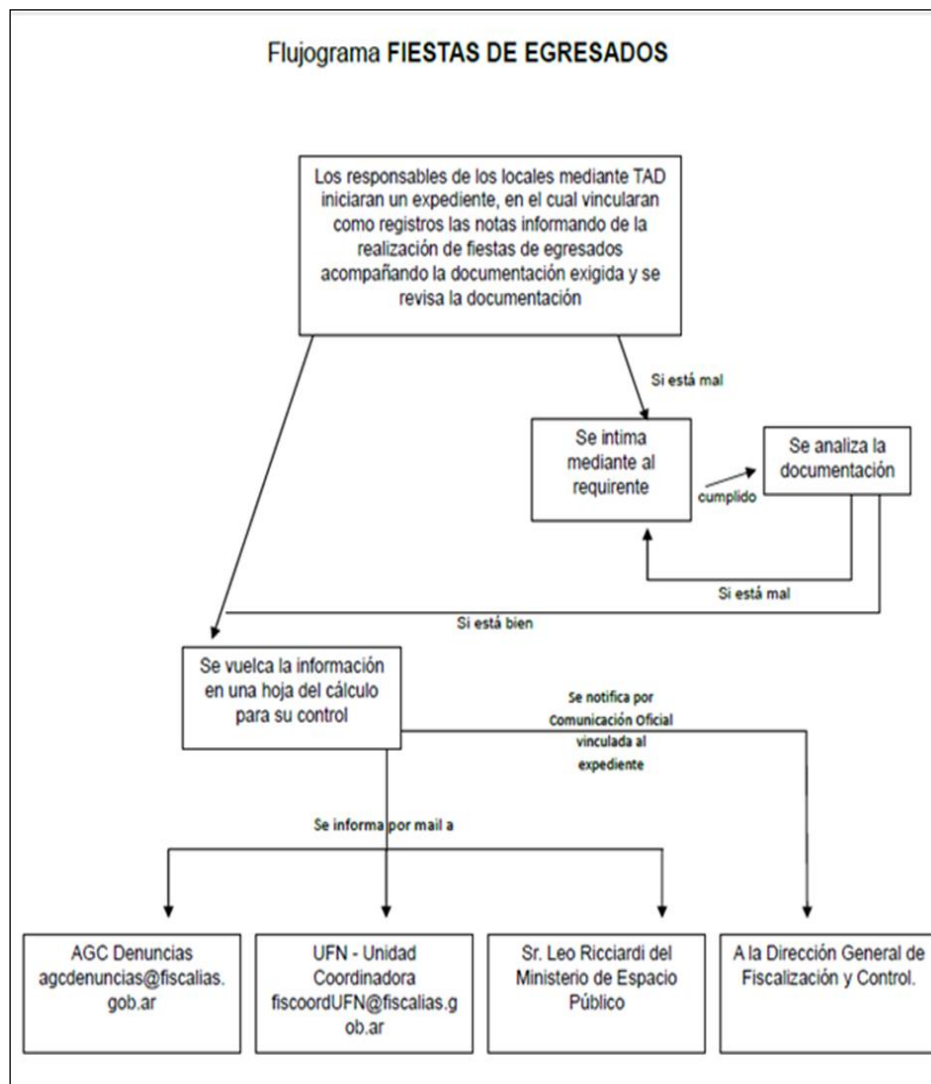 Flujograma FIESTAS DE EGRESADOS
Los responsables de los locales mediante TAD
iniciaran un expediente, en el cual vincularan
como registros las notas informando de la
realización de fiestas de egresados
acompañando la documentación exigida y se
revisa la documentación
Si está mal
Se intima
mediante al
requirente
cumplido
Se analiza la
documentación
Si está mal
Si está bien
Se vuelca la información
en una hoja del cálculo
para su control
Se notifica por
Comunicación Oficial
vinculada al
expediente
Se informa por mail a
AGC Denuncias
agcdenuncias@fiscalias.
gob.ar
UFN - Unidad
Coordinadora
fiscoordUFN@fiscalias.g
ob.ar
Sr. Leo Ricciardi del
Ministerio de Espacio
Público
A la Dirección General de
Fiscalización y Control.